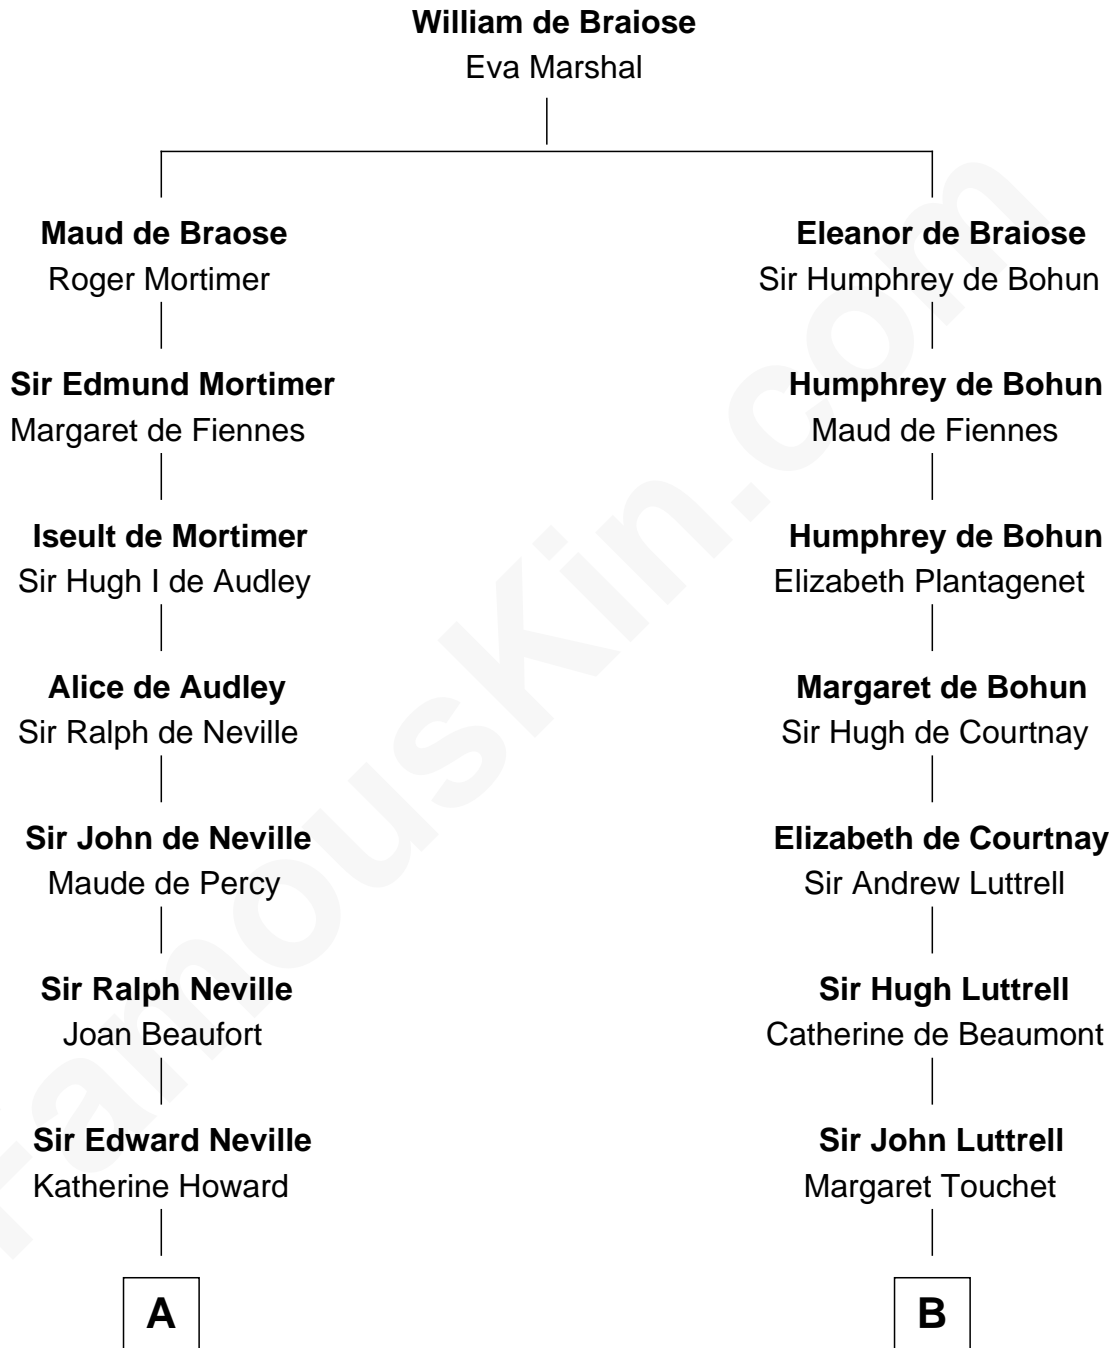 William de Braiose
Eva Marshal
Maud de Braose
Roger Mortimer
Eleanor de Braiose
Sir Humphrey de Bohun
Sir Edmund Mortimer
Margaret de Fiennes
Humphrey de Bohun
Maud de Fiennes
Iseult de Mortimer
Sir Hugh I de Audley
Humphrey de Bohun
Elizabeth Plantagenet
Alice de Audley
Sir Ralph de Neville
Margaret de Bohun
Sir Hugh de Courtnay
Sir John de Neville
Maude de Percy
Elizabeth de Courtnay
Sir Andrew Luttrell
Sir Ralph Neville
Joan Beaufort
Sir Hugh Luttrell
Catherine de Beaumont
Sir Edward Neville
Katherine Howard
Sir John Luttrell
Margaret Touchet
A
B
FamousKin.com